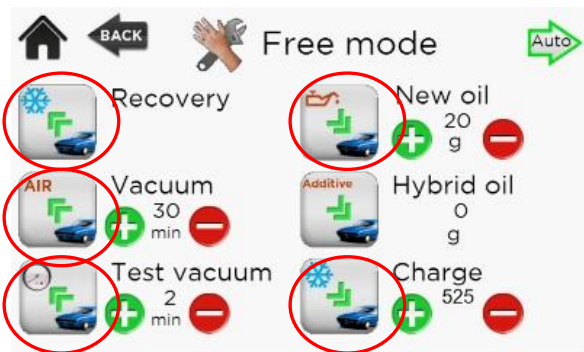 BACK
Free mode
Auto
Recovery
New oil
20
g
AIR
Vacuum
30
min
Additive
Hybrid oil
0
g
Test vacuum
2
min
Charge
525